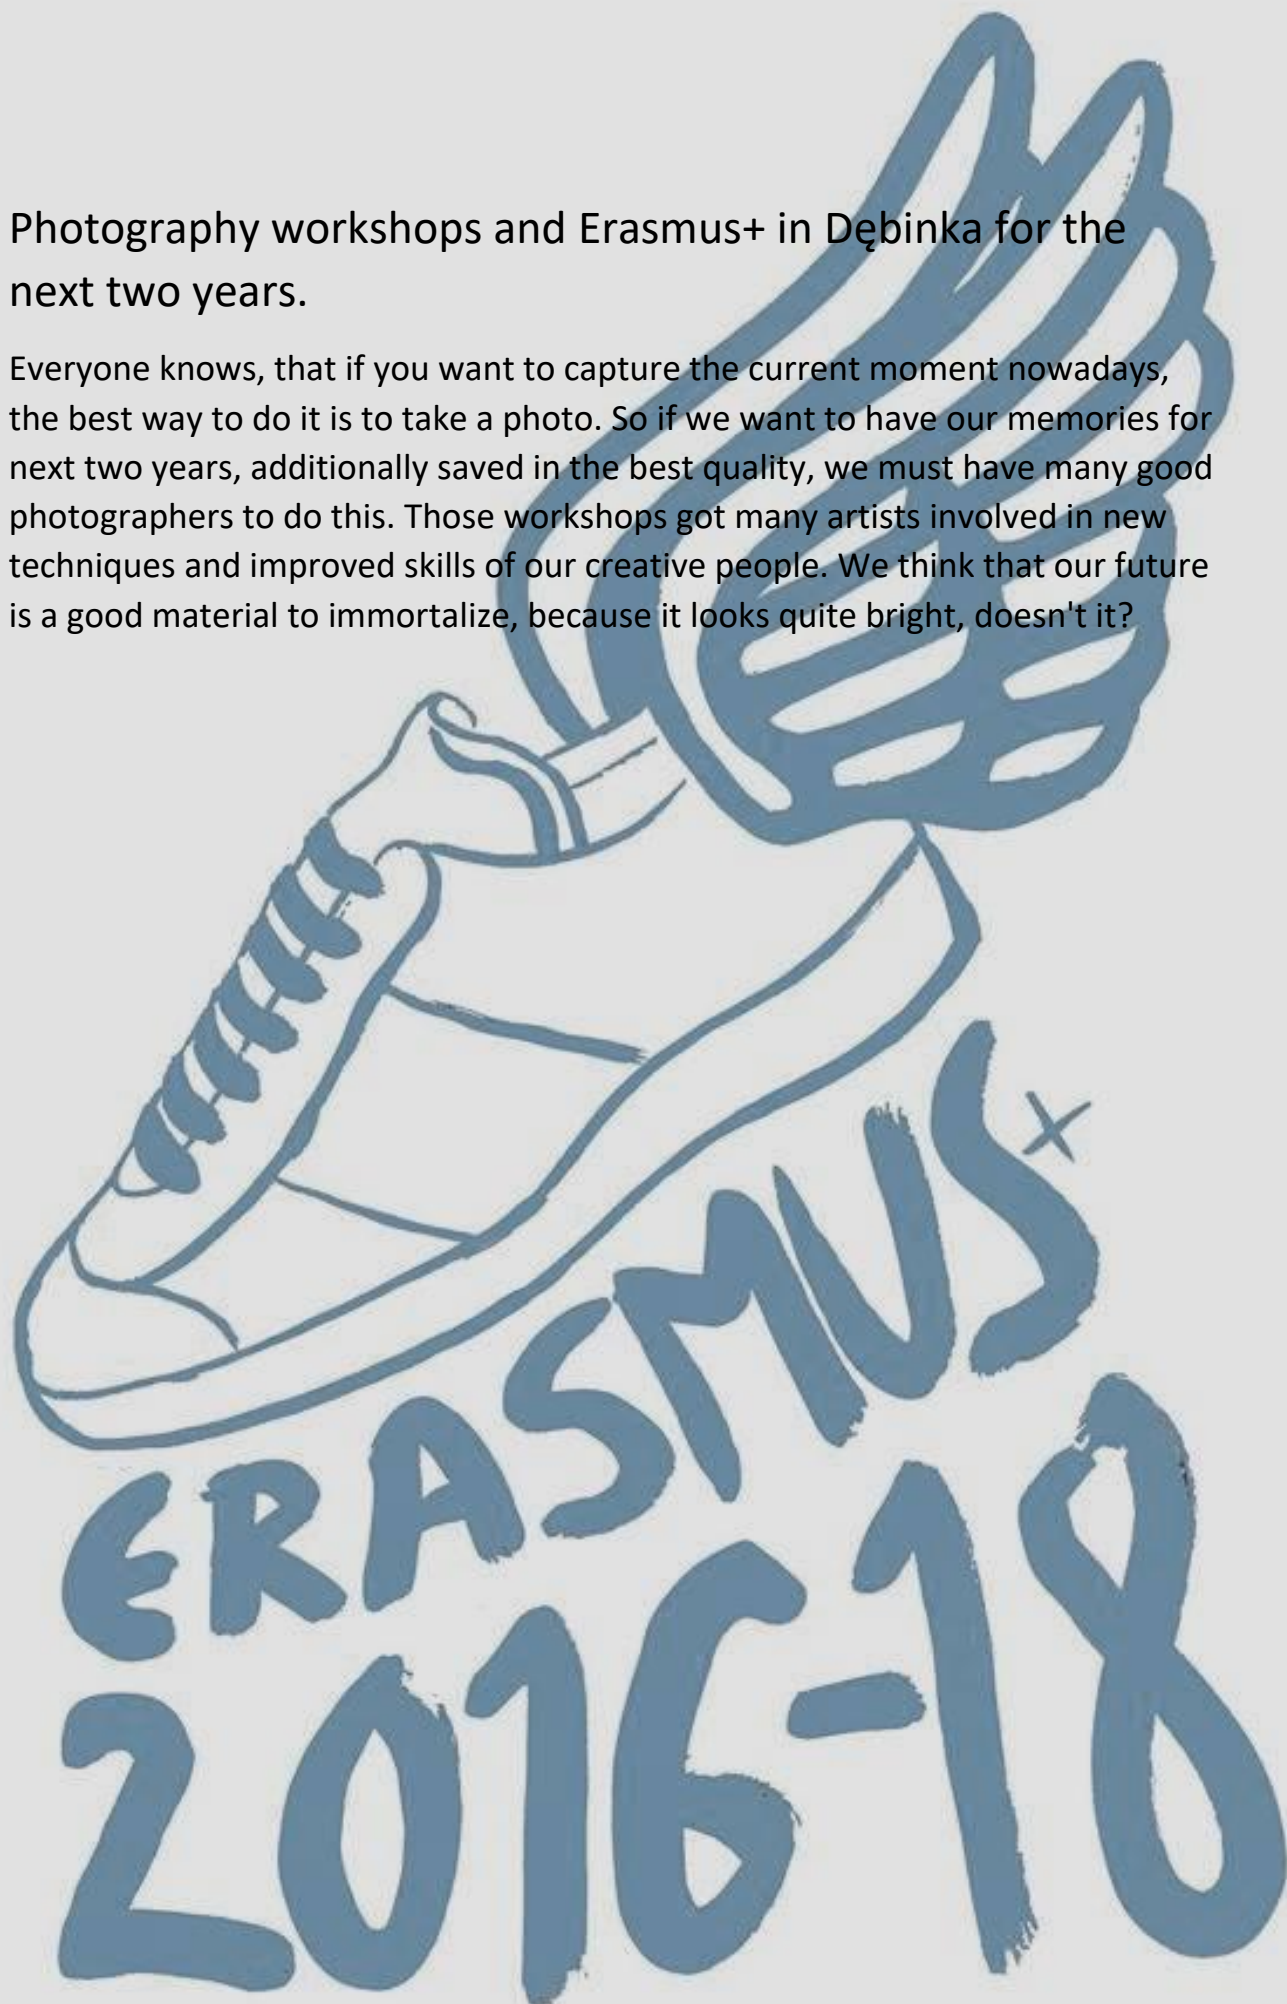 Photography workshops and Erasmus+ in Dębinka for the
next two years.
Everyone knows, that if you want to capture the current moment nowadays,
the best way to do it is to take a photo. So if we want to have our memories for
next two years, additionally saved in the best quality, we must have many good
photographers to do this. Those workshops got many artists involved in new
techniques and improved skills of our creative people. We think that our future
is a good material to immortalize, because it looks quite bright, doesn't it?
ERASMUS+
2016-18